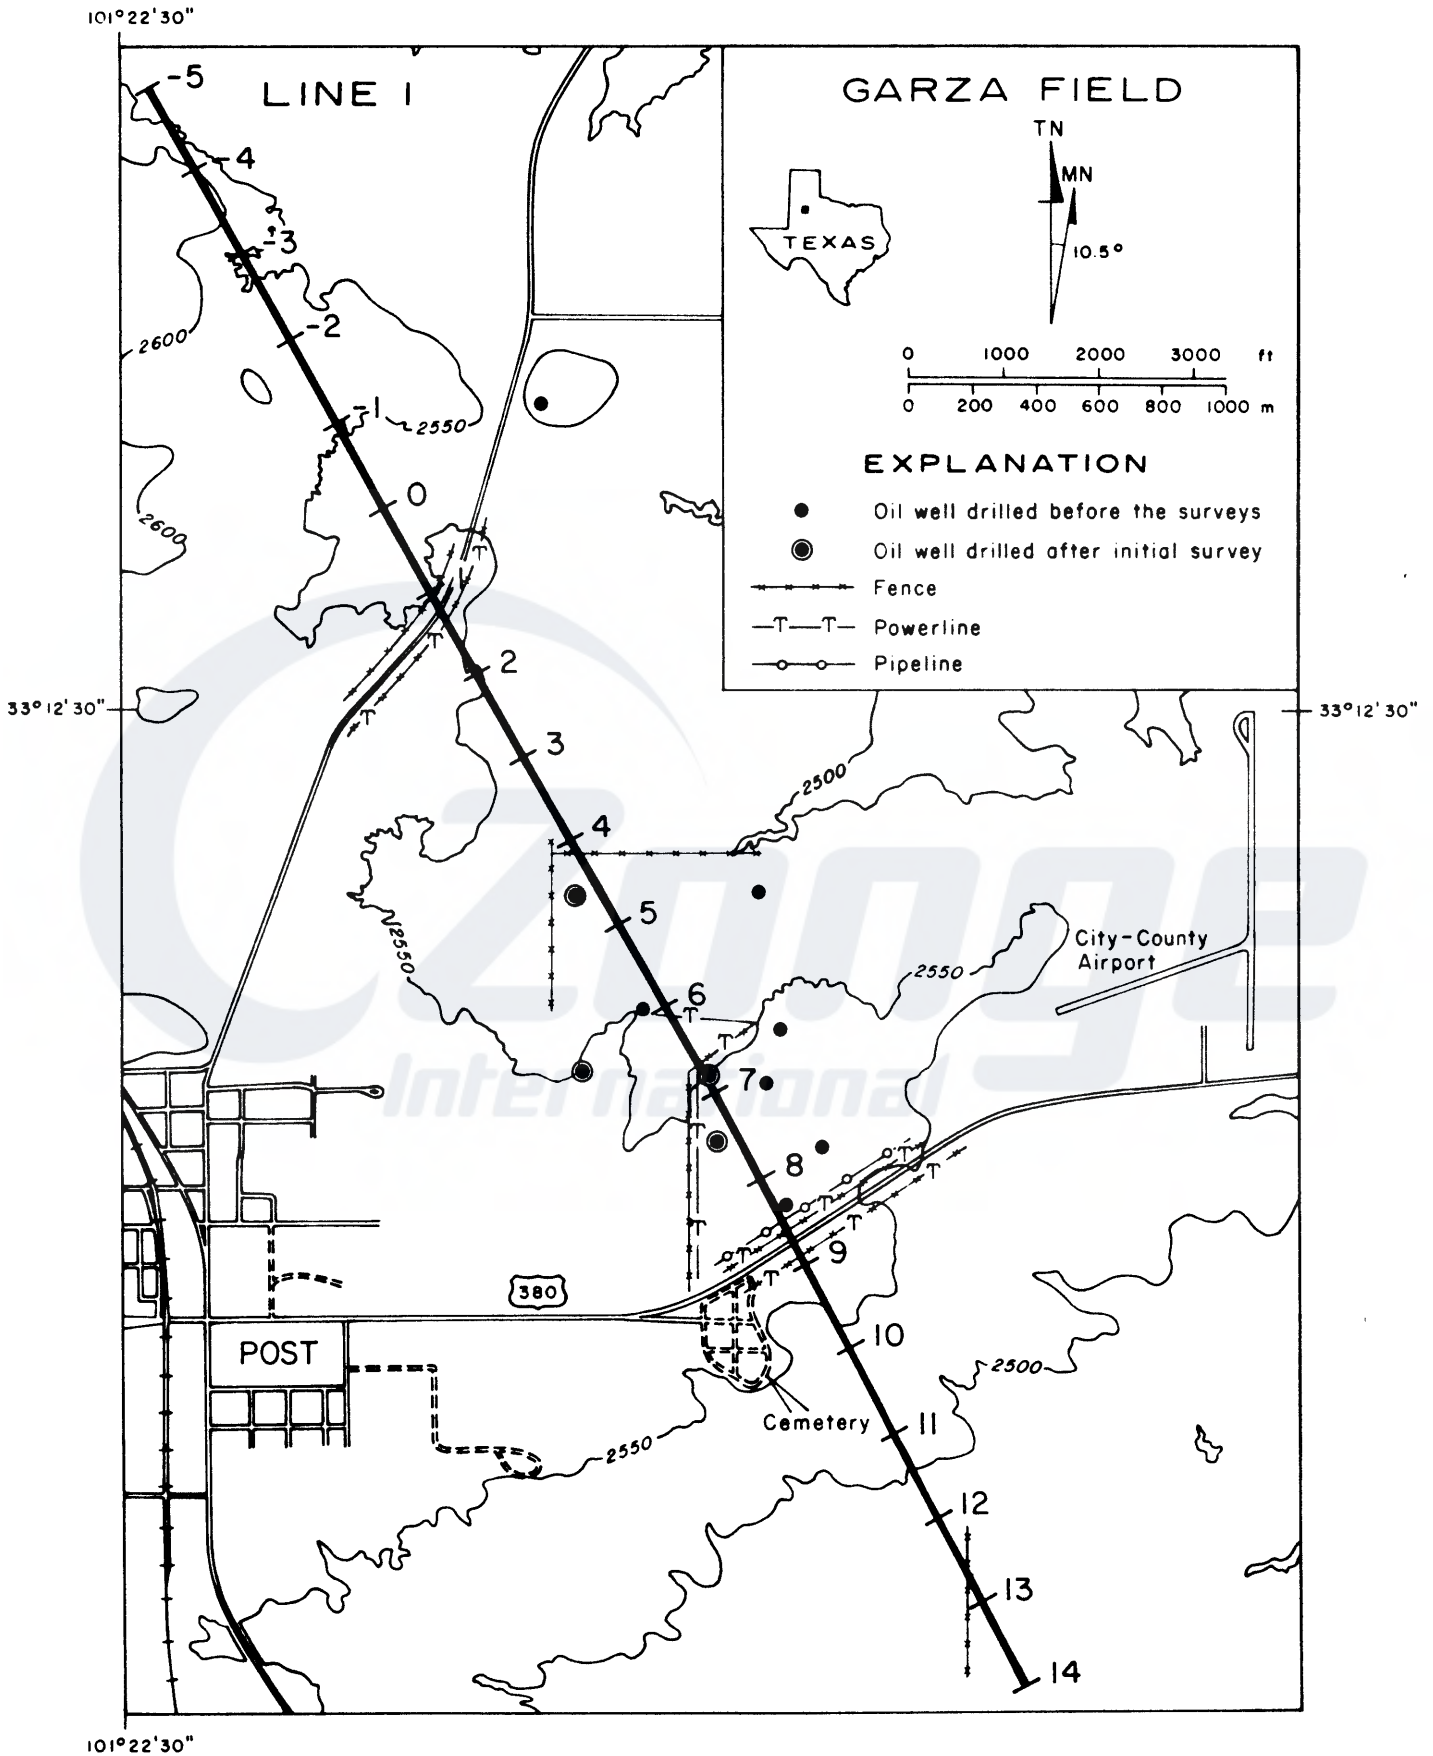 101°22'30"
LINE 1
-5
-4
-3
-2
2600
-1
2550
0
2600
T
T
2
T
33°12'30"
3
4
5
2550
6
T
T
7
T
8
T
T
T
T
9
T
T
T
380
10
POST
2500
Cemetery
11
2550
12
13
14
101°22'30"
GARZA FIELD
TN
MN
10.5°
TEXAS
0 1000 2000 3000 ft
0 200 400 600 800 1000 m
EXPLANATION
Oil well drilled before the surveys
Oil well drilled after initial survey
Fence
T T Powerline
Pipeline
33°12'30"
2500
City-County
Airport
2550
Zonge
International